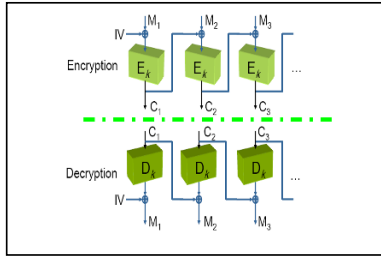 M1 M2 M3
IV
Encryption Ek Ek Ek ...
C1 C2 C3
C1 C2 C3
Decryption Dk Dk Dk ...
IV
M1 M2 M3